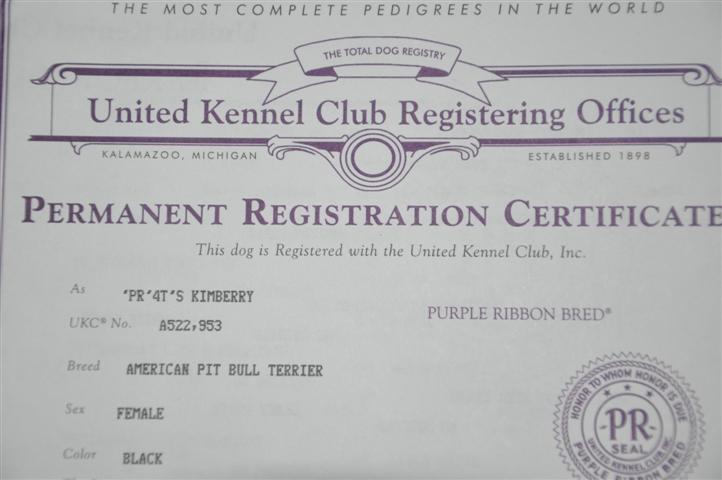 THE MOST COMPLETE PEDIGREES IN THE WORLD
THE TOTAL DOG REGISTRY
United Kennel Club Registering Offices
KALAMAZOO, MICHIGAN
ESTABLISHED 1898
PERMANENT REGISTRATION CERTIFICATE
This dog is Registered with the United Kennel Club, Inc.
As 'PR'4T'S KIMBERRY
UKC® No. A522,953
PURPLE RIBBON BRED®
Breed AMERICAN PIT BULL TERRIER
Sex FEMALE
Color BLACK
HONOR TO WHOM HONOR IS DUE
PR
SEAL
UNITED KENNEL CLUB, INC.
PURPLE RIBBON BRED